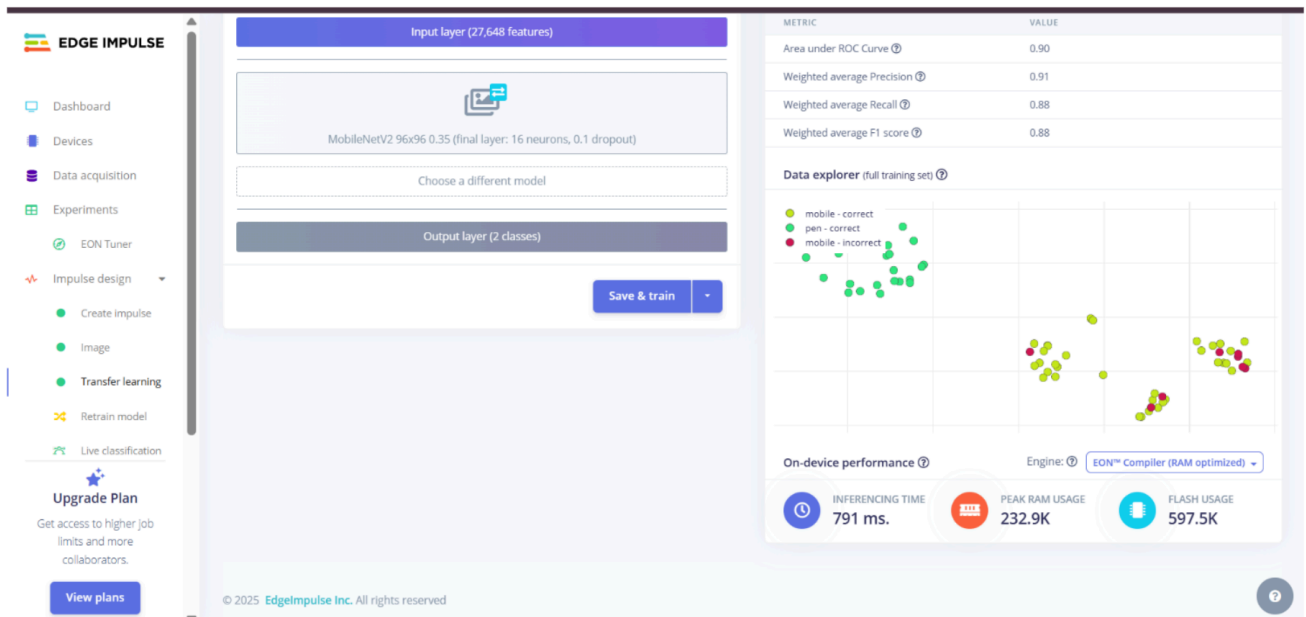 EDGE IMPULSE
Dashboard
Devices
Data acquisition
Experiments
EON Tuner
Impulse design
Create impulse
Image
Transfer learning
Retrain model
Live classification
Upgrade Plan
Get access to higher job
limits and more
collaborators.
View plans
Input layer (27,648 features)
MobileNetV2 96x96 0.35 (final layer: 16 neurons, 0.1 dropout)
Choose a different model
Output layer (2 classes)
Save & train
METRIC VALUE
Area under ROC Curve ? 0.90
Weighted average Precision ? 0.91
Weighted average Recall ? 0.88
Weighted average F1 score ? 0.88
Data explorer (full training set) ?
mobile - correct
pen - correct
mobile - incorrect
On-device performance ? Engine: ? EON™ Compiler (RAM optimized)
INFERENCING TIME
791 ms.
PEAK RAM USAGE
232.9K
FLASH USAGE
597.5K
© 2025 EdgeImpulse Inc. All rights reserved
?